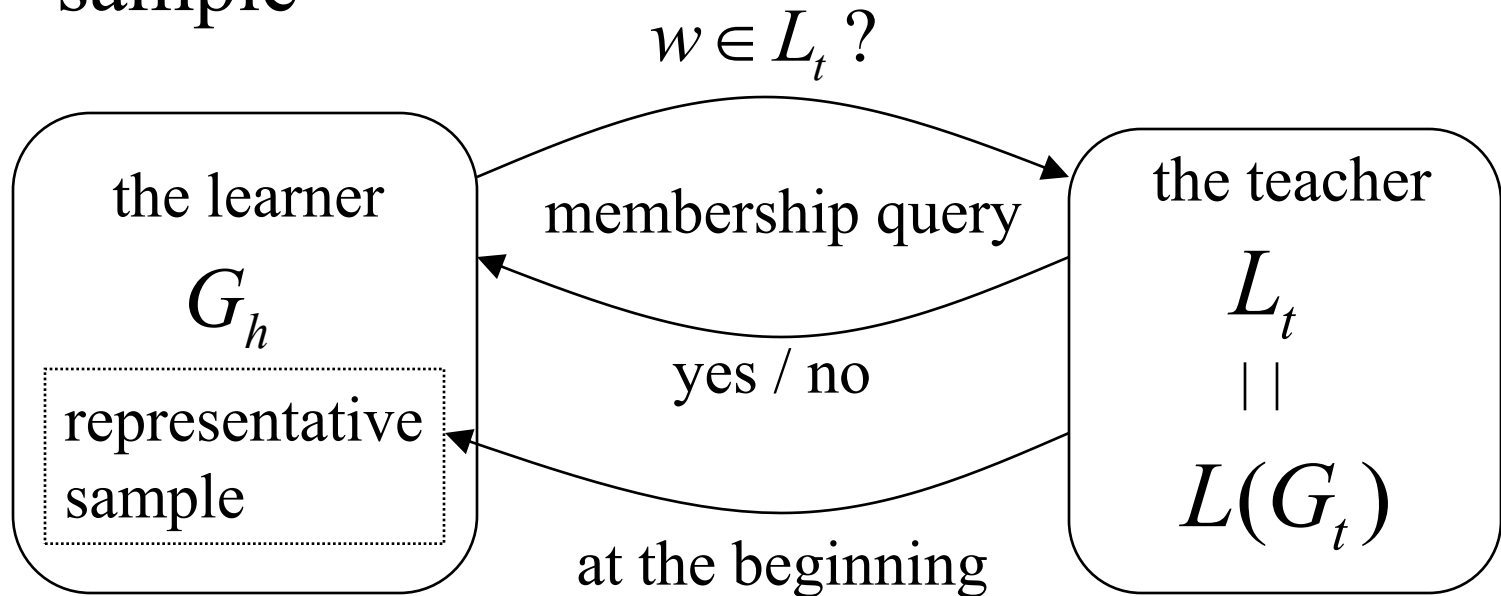 sample
w ∈ L_t ?
the learner
the teacher
membership query
G_h
L_t
yes / no
||
representative
sample
L(G_t)
at the beginning